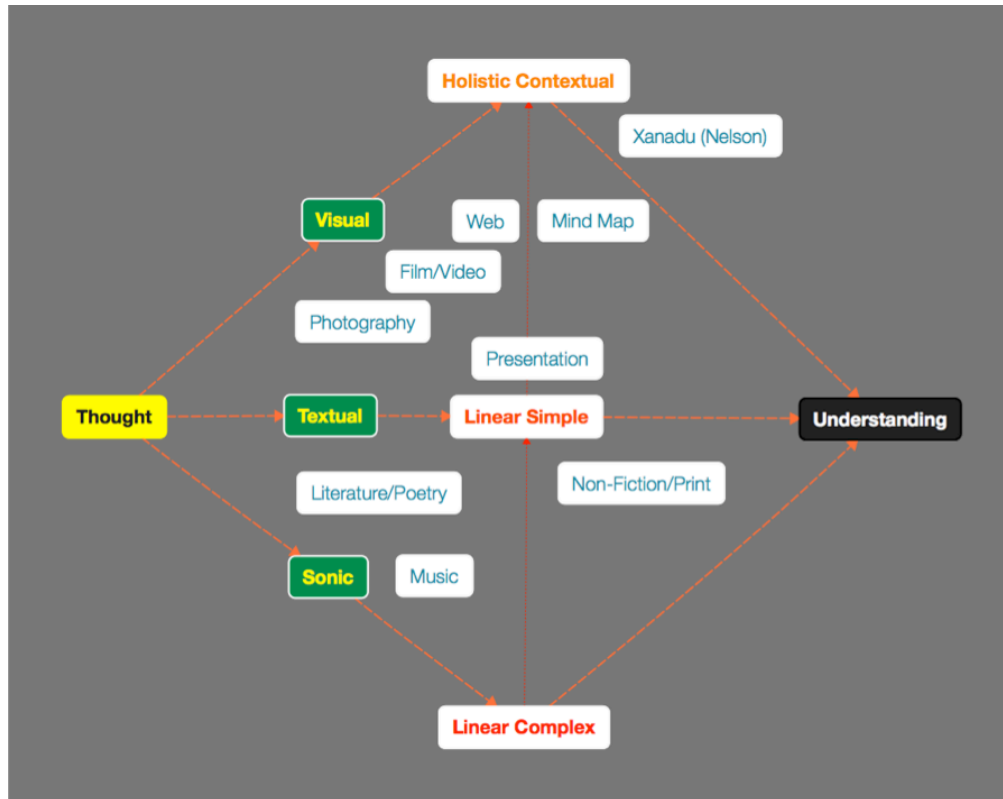 Holistic Contextual
Xanadu (Nelson)
Visual
Web
Mind Map
Film/Video
Photography
Presentation
Thought
Textual
Linear Simple
Understanding
Literature/Poetry
Non-Fiction/Print
Sonic
Music
Linear Complex